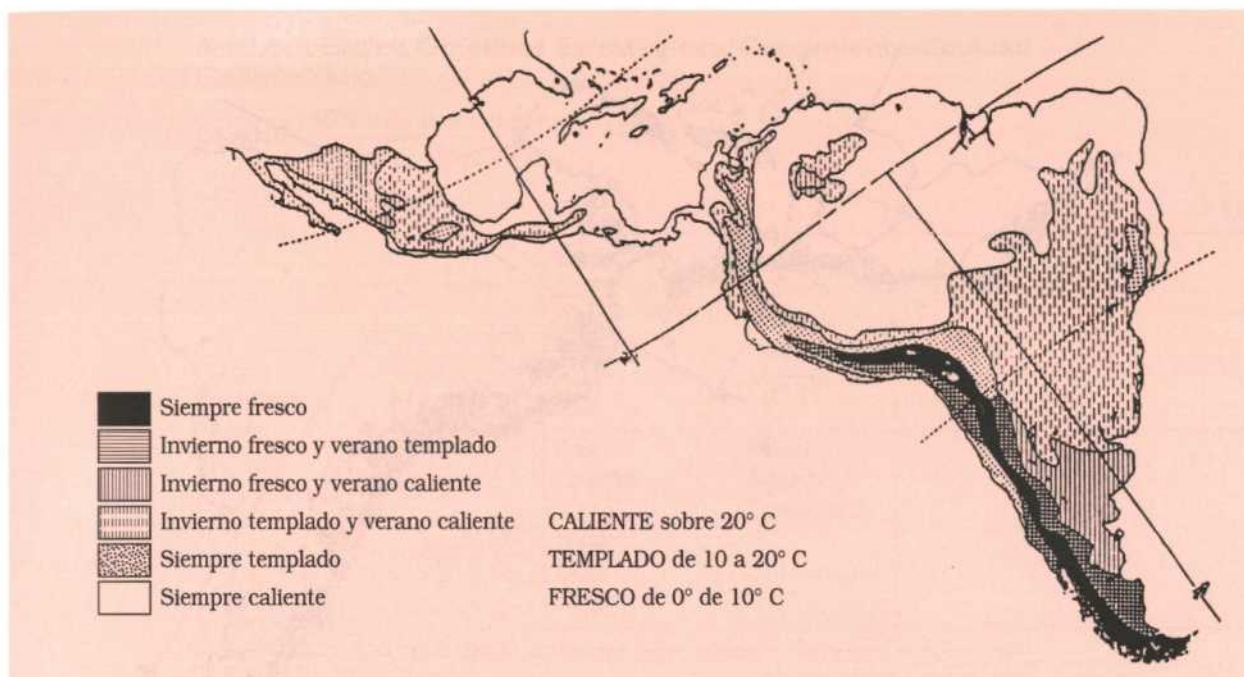 Siempre fresco
Invierno fresco y verano templado
Invierno fresco y verano caliente
Invierno templado y verano caliente CALIENTE sobre 20° C
Siempre templado TEMPLADO de 10 a 20° C
Siempre caliente FRESCO de 0° de 10° C